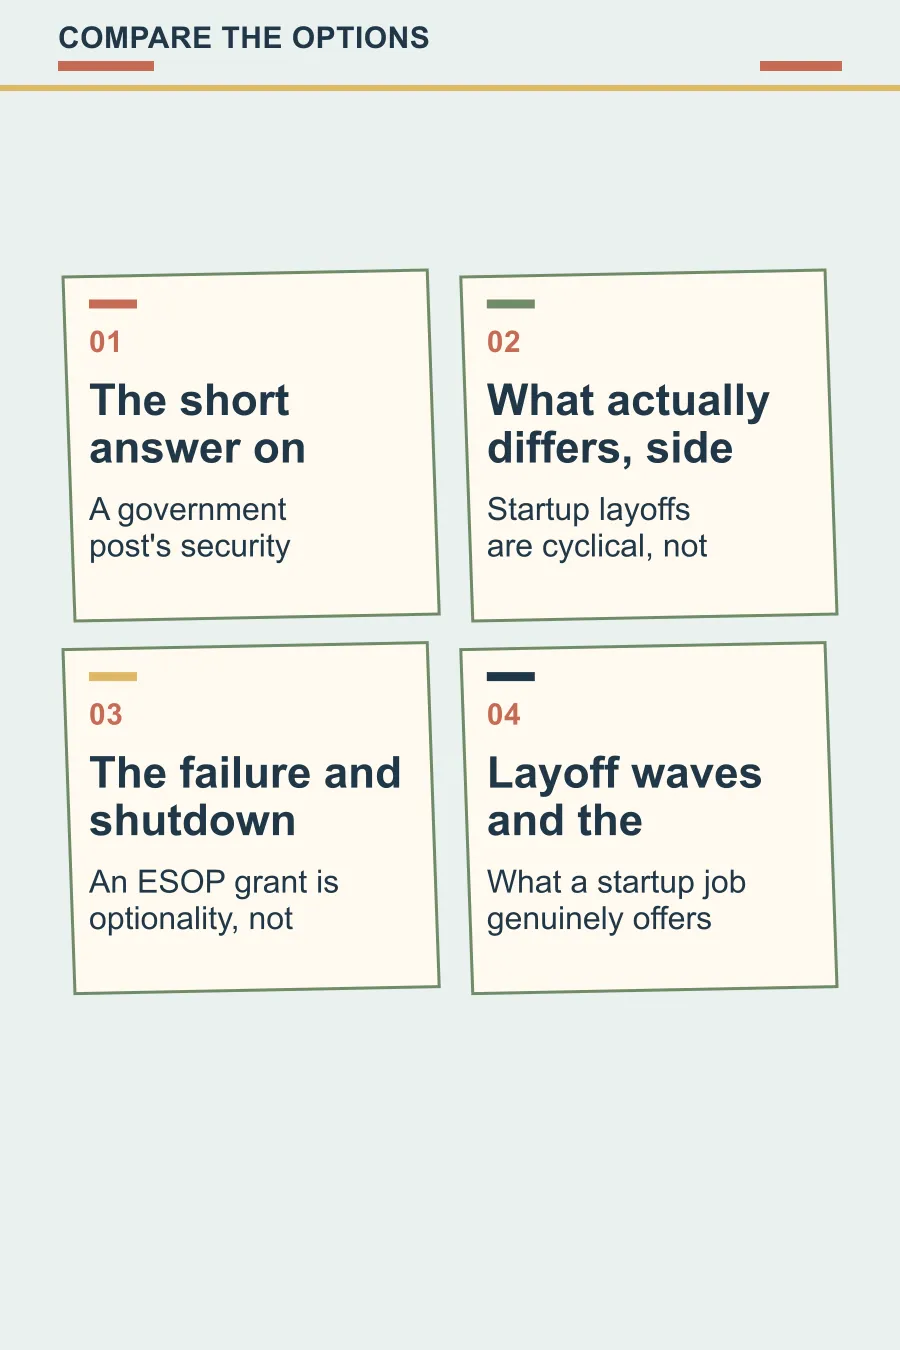 COMPARE THE OPTIONS
01
The short
answer on
A government
post's security
02
What actually
differs, side
Startup layoffs
are cyclical, not
03
The failure and
shutdown
An ESOP grant is
optionality, not
04
Layoff waves
and the
What a startup job
genuinely offers